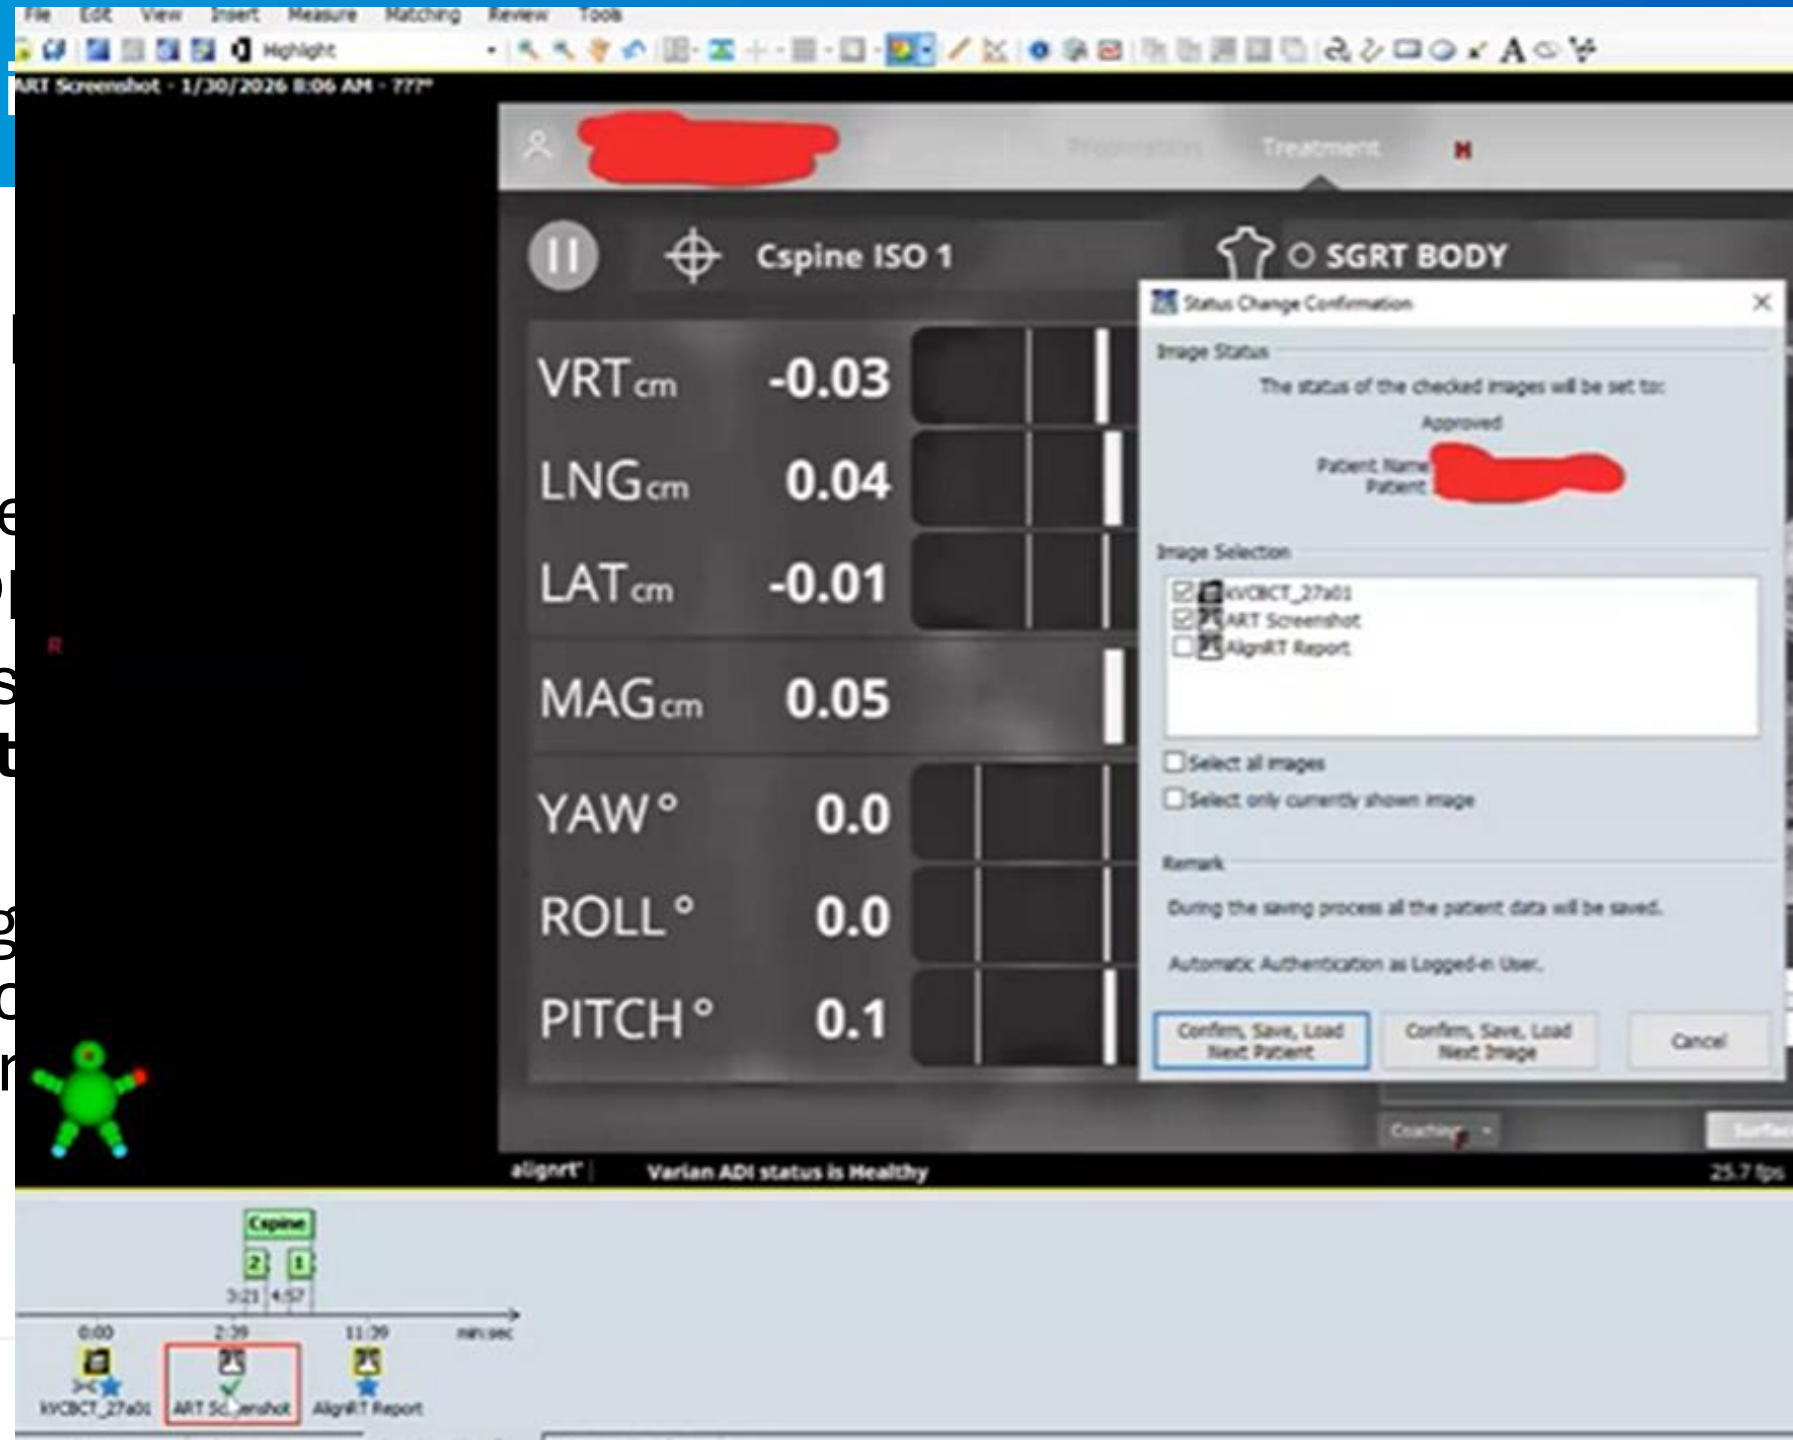 File Edit View Insert Measure Matching Review Tools
Highlight
ART Screenshot - 1/30/2026 8:06 AM - ???°
Treatment
H
Cspine ISO 1
SGRT BODY
VRT cm -0.03
LNG cm 0.04
LAT cm -0.01
MAG cm 0.05
YAW ° 0.0
ROLL ° 0.0
PITCH ° 0.1
R
Status Change Confirmation
Image Status
The status of the checked images will be set to:
Approved
Patient Name
Patient
Image Selection
kVCBCT_27a01
ART Screenshot
AlignRT Report
Select all images
Select only currently shown image
Remark
During the saving process all the patient data will be saved.
Automatic Authentication as Logged-in User.
Confirm, Save, Load Next Patient
Confirm, Save, Load Next Image
Cancel
Coaching
alignrt
Varian ADI status is Healthy
25.7 fps
Cspine
2 1
3:21 4:57
0:00 2:39 11:39 min:sec
kVCBCT_27a01 ART Screenshot AlignRT Report